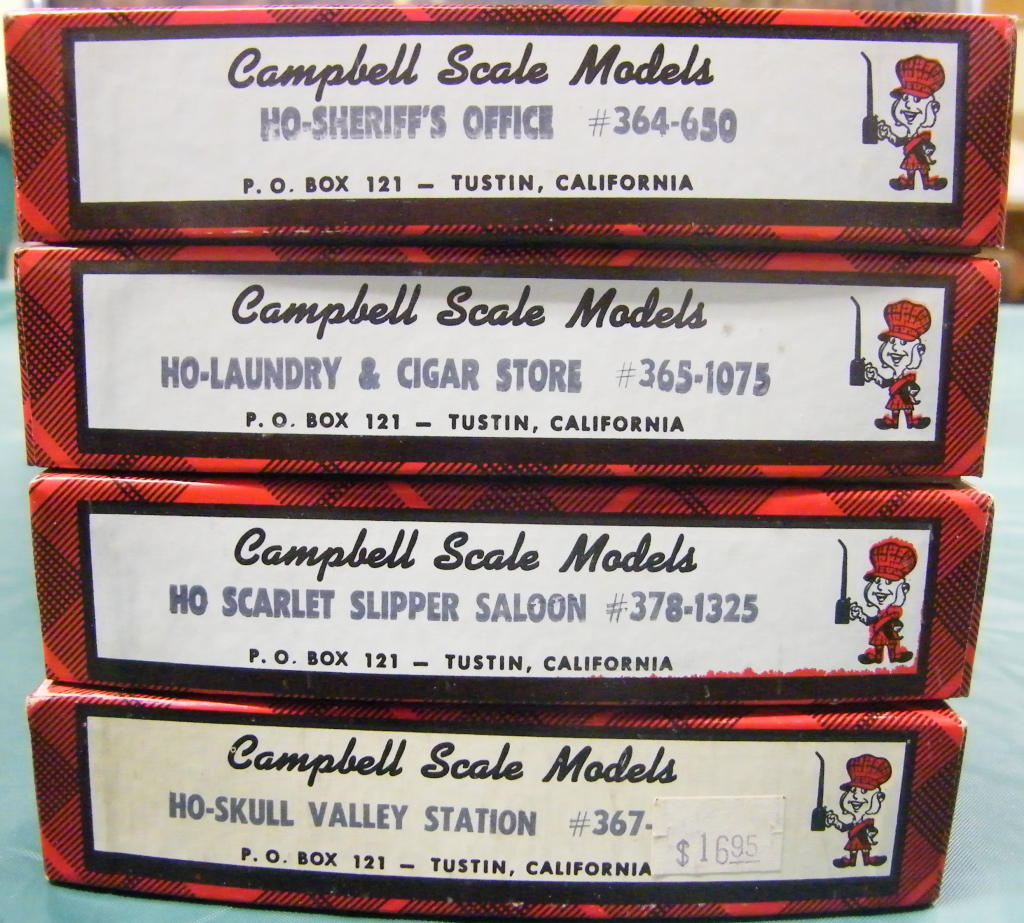 Campbell Scale Models
HO-SHERIFF'S OFFICE #364-650
P. O. BOX 121 — TUSTIN, CALIFORNIA
Campbell Scale Models
HO-LAUNDRY & CIGAR STORE #365-1075
P. O. BOX 121 — TUSTIN, CALIFORNIA
Campbell Scale Models
HO SCARLET SLIPPER SALOON #378-1325
P. O. BOX 121 — TUSTIN, CALIFORNIA
Campbell Scale Models
HO-SKULL VALLEY STATION #367-
$1695
P. O. BOX 121 — TUSTIN, CALIFORNIA